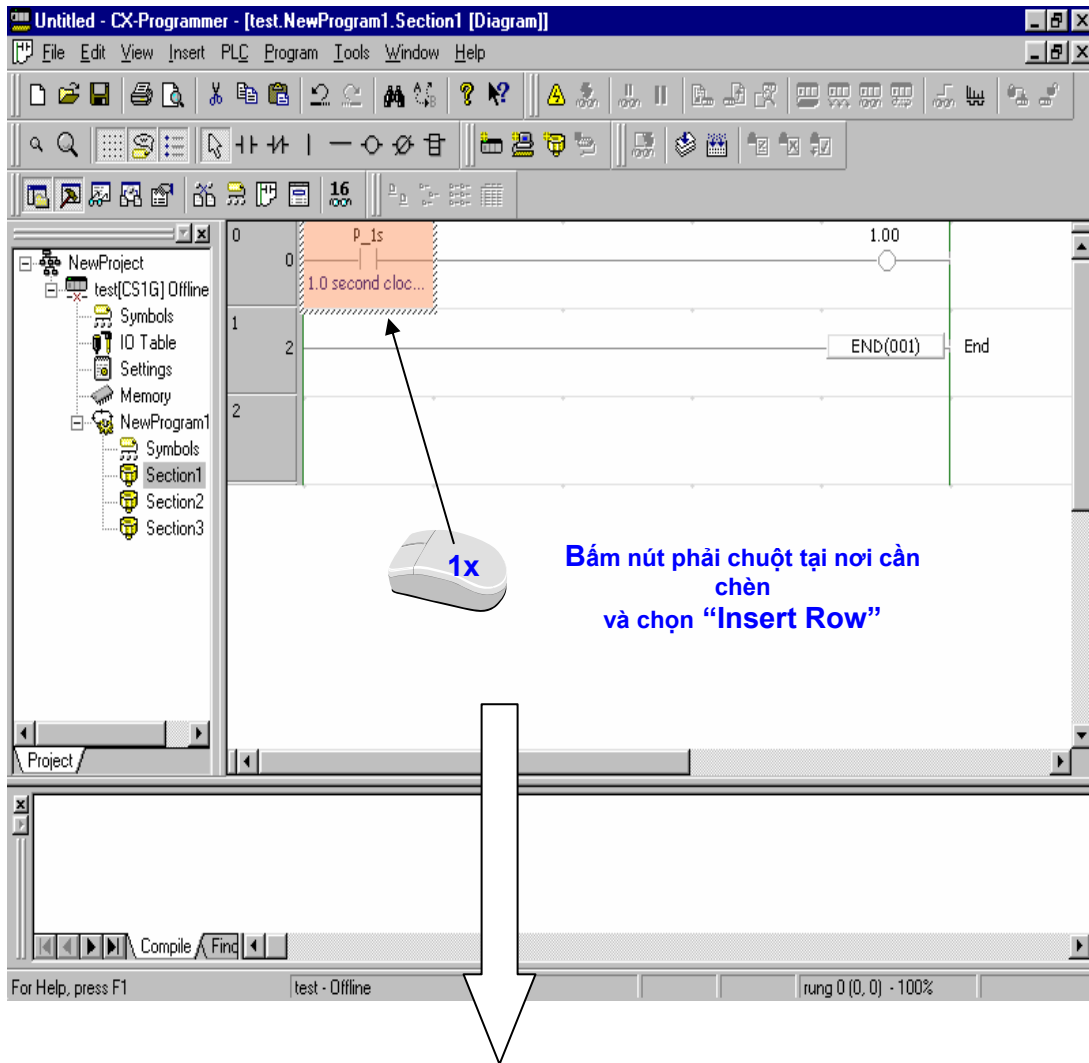 Untitled - CX-Programmer - [test.NewProgram1.Section1 [Diagram]]
File Edit View Insert PLC Program Tools Window Help
16
NewProject
test[CS1G] Offline
Symbols
IO Table
Settings
Memory
NewProgram1
Symbols
Section1
Section2
Section3
Project
0
0
P_1s
1.0 second cloc...
1.00
1
2
END(001)
End
2
1x
Bấm nút phải chuột tại nơi cần
chèn
và chọn “Insert Row”
Compile
Find
For Help, press F1
test - Offline
rung 0 (0, 0) - 100%